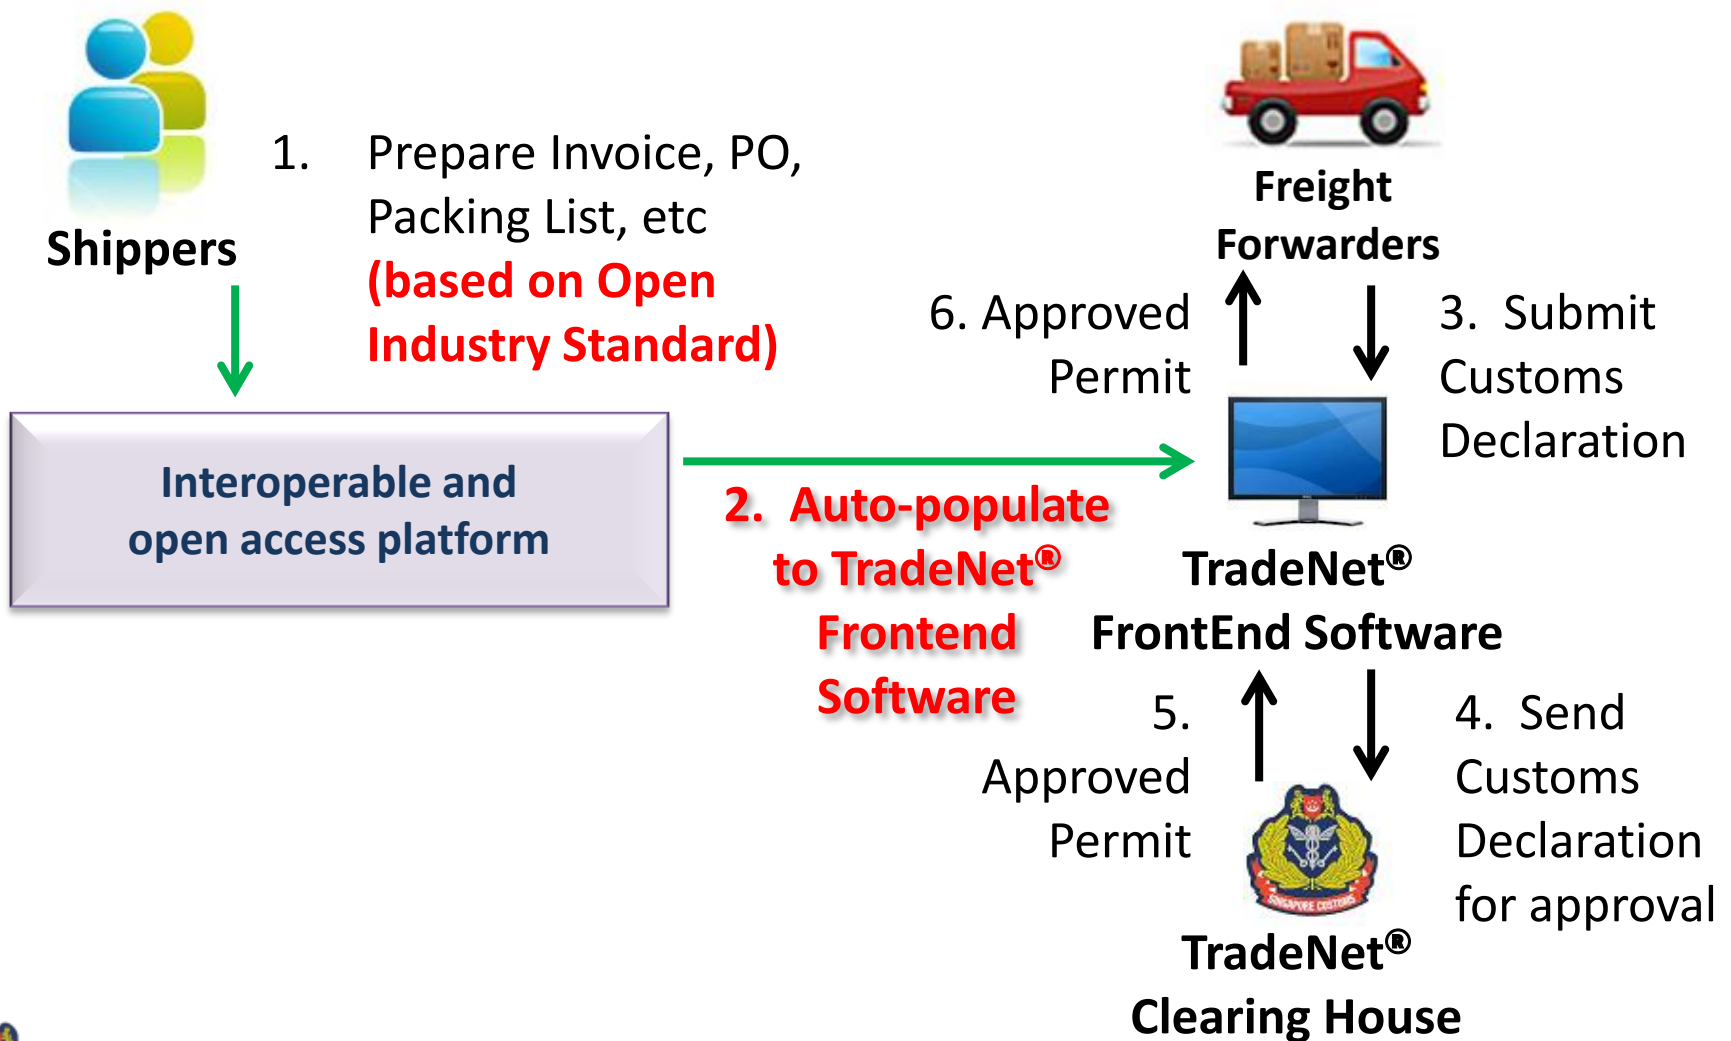 Shippers
1. Prepare Invoice, PO,
Packing List, etc
(based on Open
Industry Standard)
Interoperable and
open access platform
2. Auto-populate
to TradeNet®
Frontend
Software
Freight
Forwarders
3. Submit
Customs
Declaration
TradeNet®
FrontEnd Software
4. Send
Customs
Declaration
for approval
SINGAPORE CUSTOMS
TradeNet®
Clearing House
5.
Approved
Permit
6. Approved
Permit